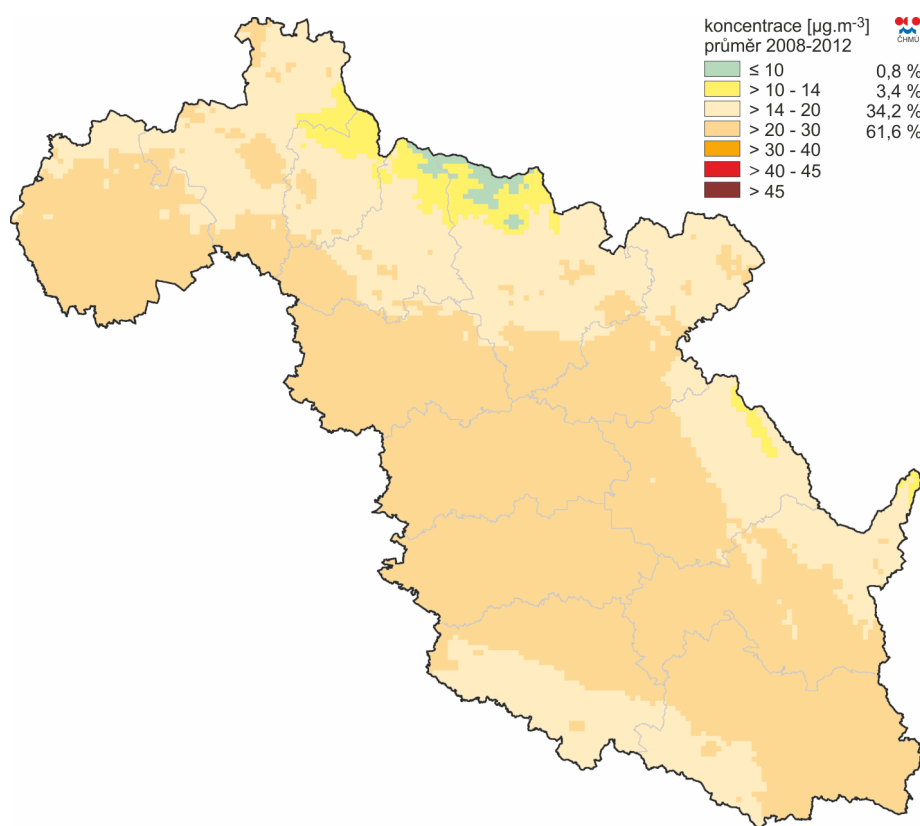 koncentrace [µg.m⁻³]
průměr 2008-2012
ČHMÚ
≤ 10 0,8 %
> 10 - 14 3,4 %
> 14 - 20 34,2 %
> 20 - 30 61,6 %
> 30 - 40
> 40 - 45
> 45